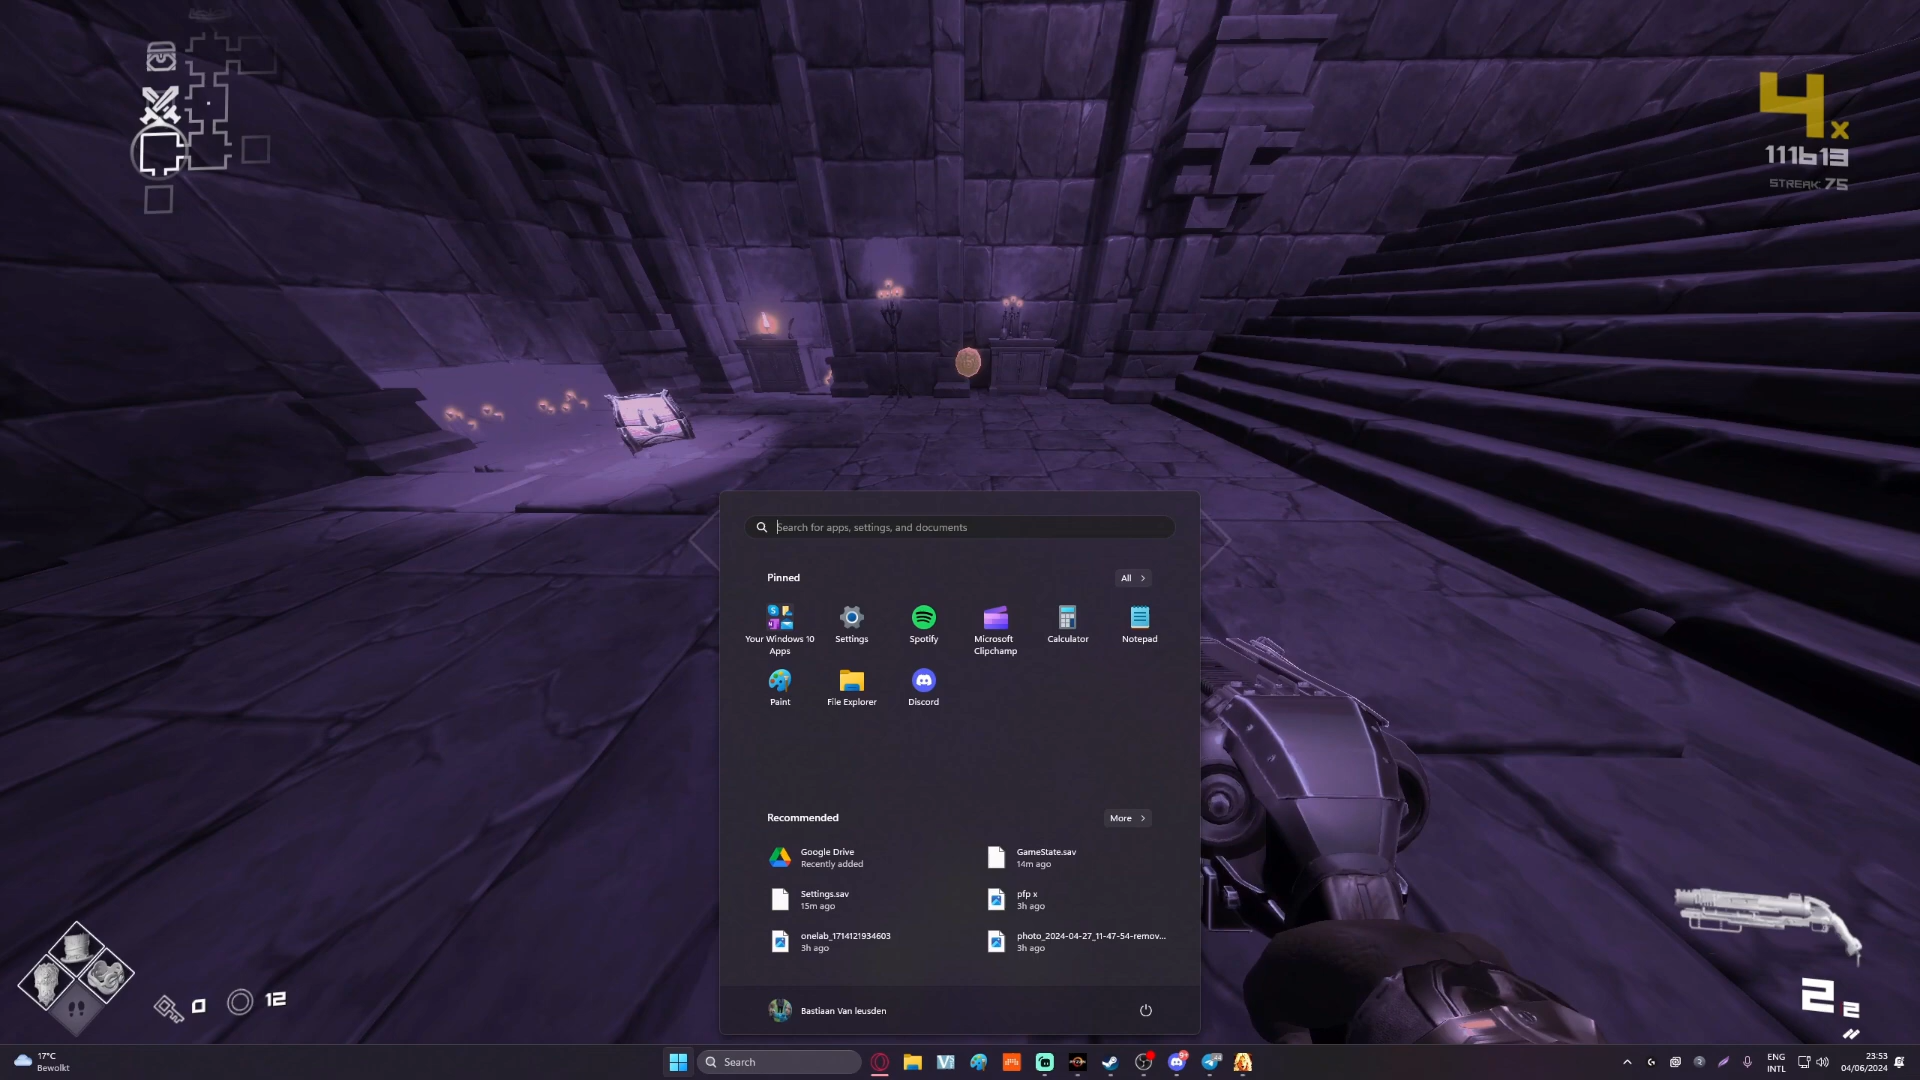 4x
111613
STREAK 75
Search for apps, settings, and documents
Pinned
All
Your Windows 10 Apps
Settings
Spotify
Microsoft Clipchamp
Calculator
Notepad
Paint
File Explorer
Discord
Recommended
More
Google Drive
Recently added
GameState.sav
14m ago
Settings.sav
15m ago
pfp x
3h ago
onelab_1714121934603
3h ago
photo_2024-04-27_11-47-54-remov...
3h ago
Bastiaan Van leusden
0
12
2
2
17°C
Bewolkt
Search
ENG
INTL
23:53
04/06/2024